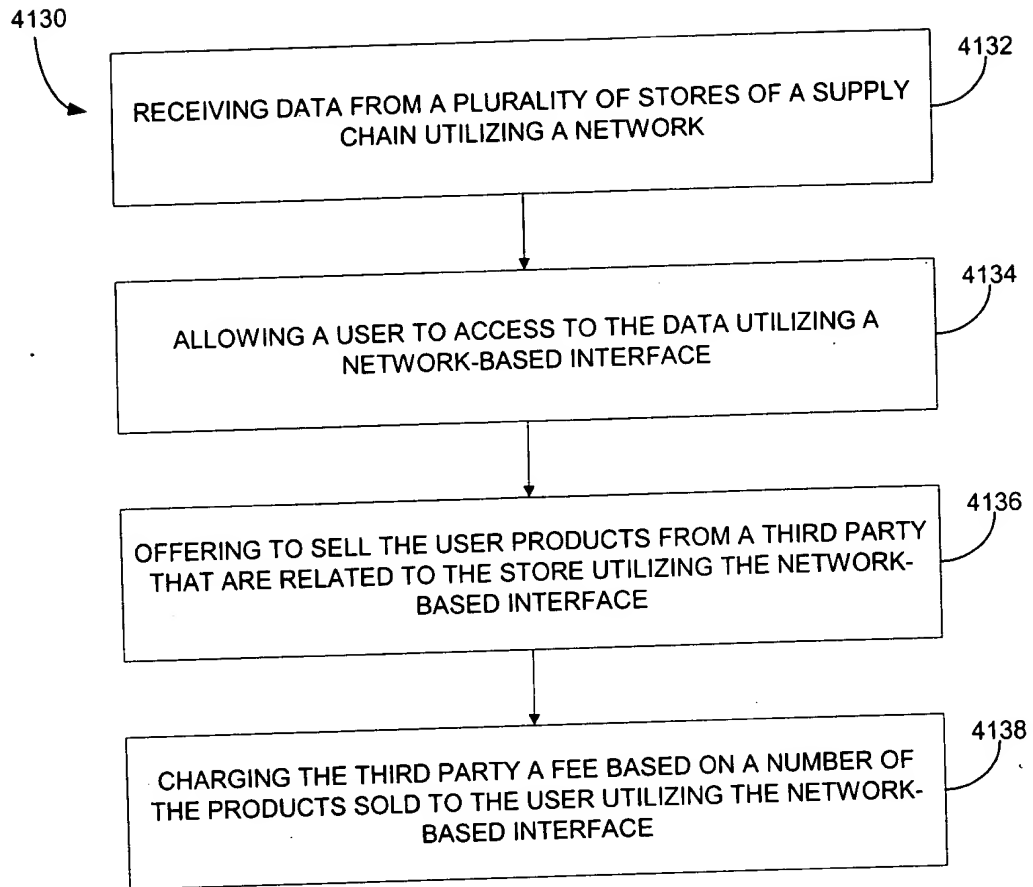 4130
4132
RECEIVING DATA FROM A PLURALITY OF STORES OF A SUPPLY
CHAIN UTILIZING A NETWORK
4134
ALLOWING A USER TO ACCESS TO THE DATA UTILIZING A
NETWORK-BASED INTERFACE
4136
OFFERING TO SELL THE USER PRODUCTS FROM A THIRD PARTY
THAT ARE RELATED TO THE STORE UTILIZING THE NETWORK-
BASED INTERFACE
4138
CHARGING THE THIRD PARTY A FEE BASED ON A NUMBER OF
THE PRODUCTS SOLD TO THE USER UTILIZING THE NETWORK-
BASED INTERFACE